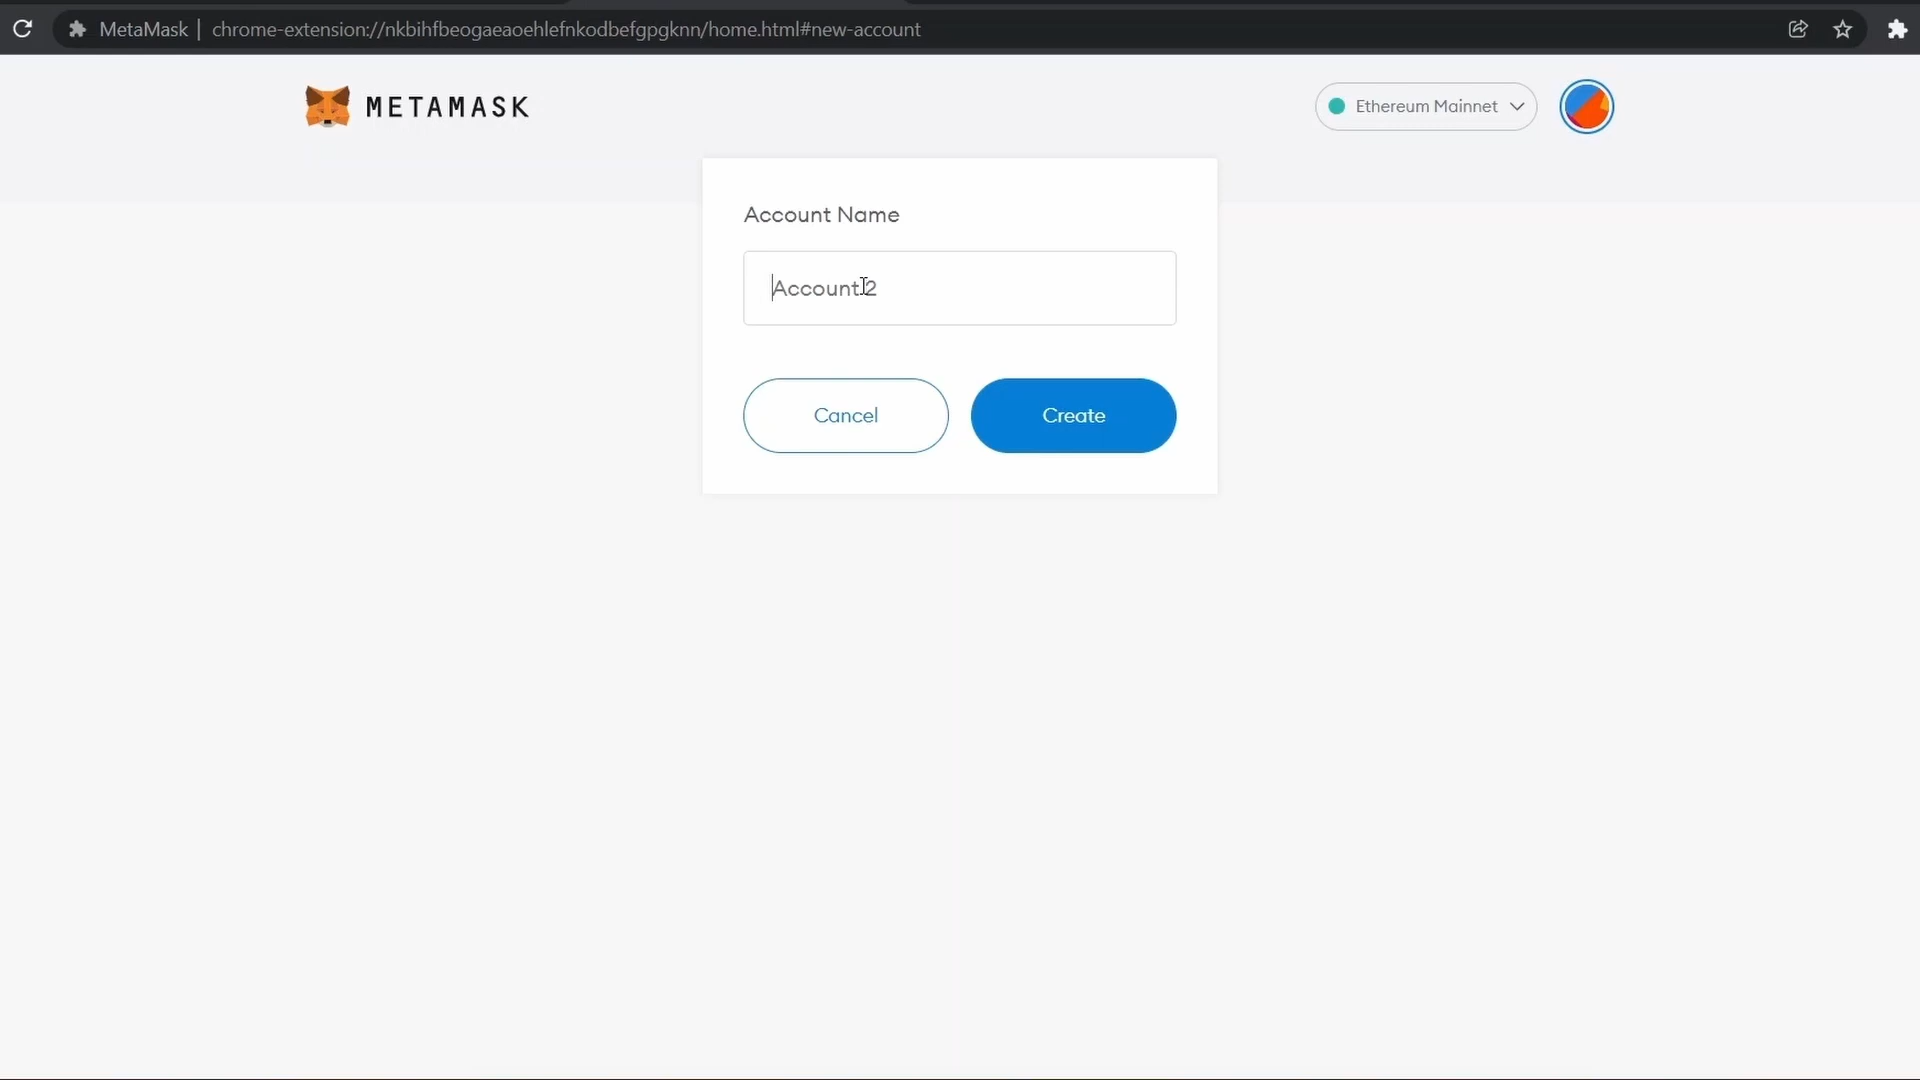 MetaMask | chrome-extension://nkbihfbeogaeaoehlefnkodbefgpgknn/home.html#new-account
METAMASK
Ethereum Mainnet
Account Name
Account 2
Cancel
Create